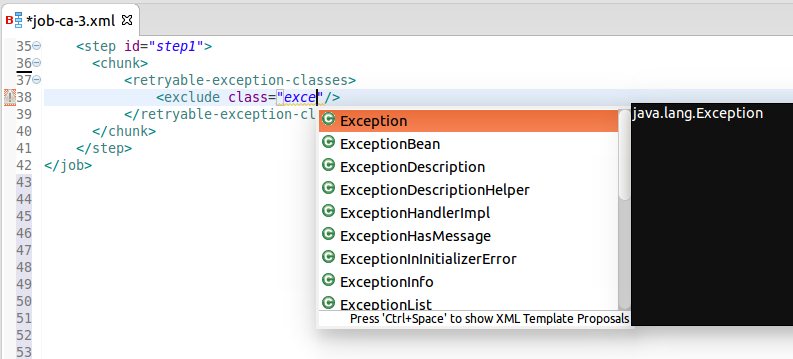 B *job-ca-3.xml
35 <step id="step1">
36 <chunk>
37 <retryable-exception-classes>
38 <exclude class="exce"/>
39 </retryable-exception-cl
40 </chunk>
41 </step>
42 </job>
43
44
45
46
47
48
49
50
51
52
53
Exception
ExceptionBean
ExceptionDescription
ExceptionDescriptionHelper
ExceptionHandlerImpl
ExceptionHasMessage
ExceptionInInitializerError
ExceptionInfo
ExceptionList
Press 'Ctrl+Space' to show XML Template Proposals
java.lang.Exception